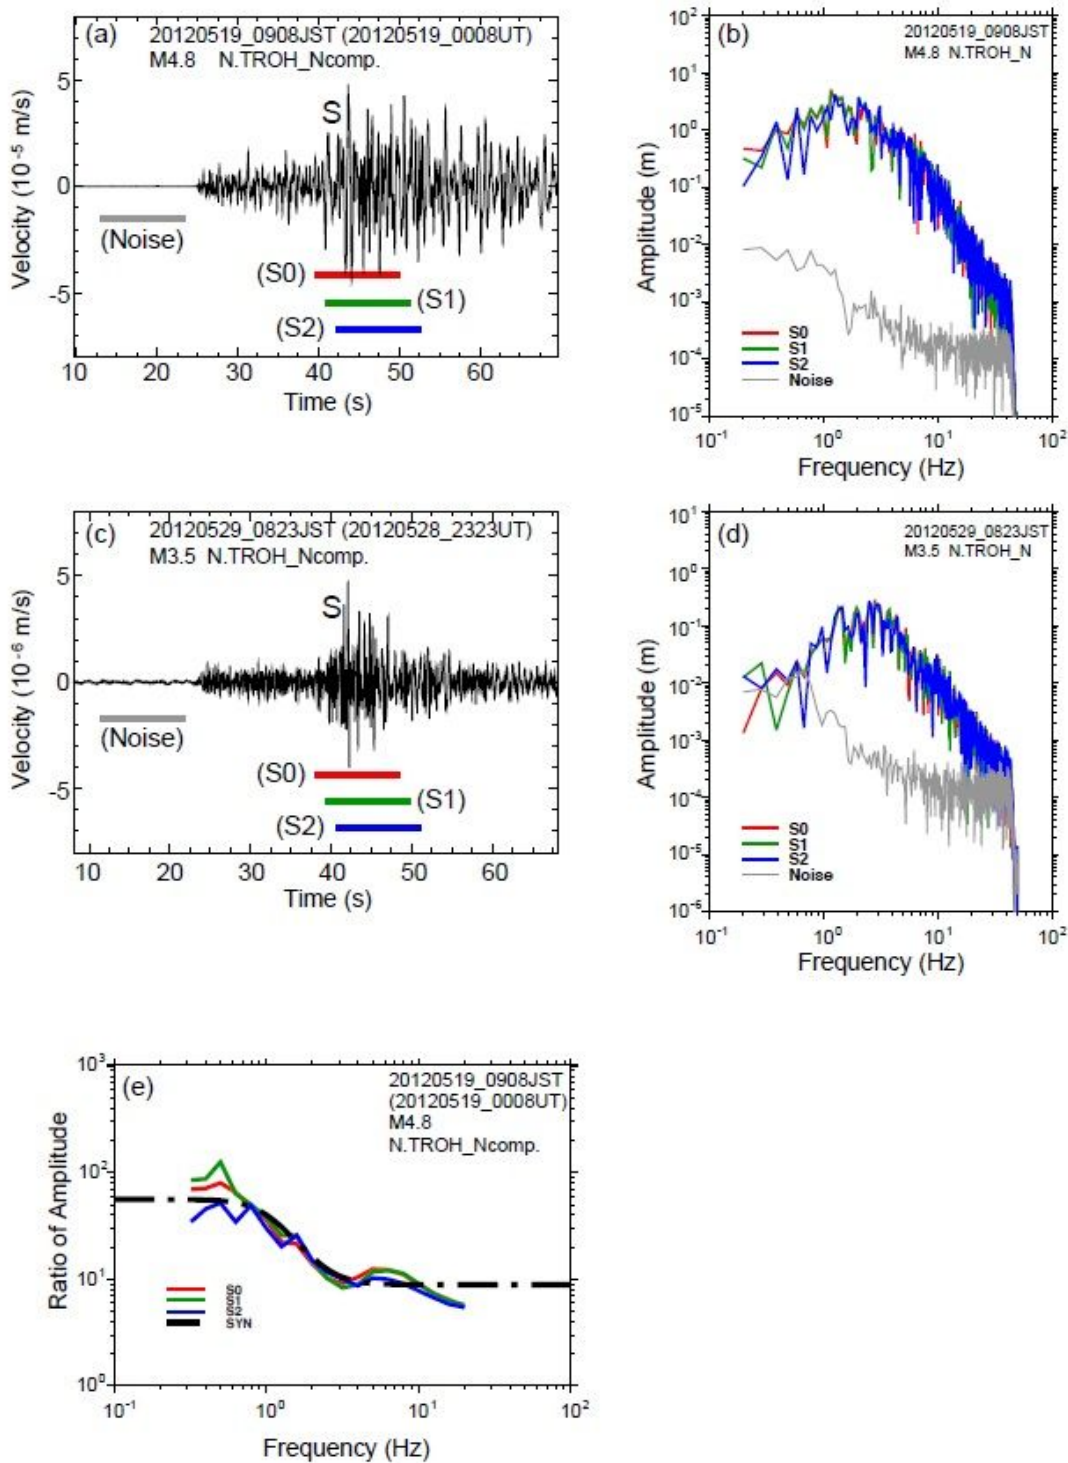 (a)
20120519_0908JST (20120519_0008UT)
M4.8 N.TROH_Ncomp.
Velocity (10⁻⁵ m/s)
5
0
-5
S
(Noise)
(S0)
(S1)
(S2)
10 20 30 40 50 60
Time (s)
(b)
20120519_0908JST
M4.8 N.TROH_N
Amplitude (m)
10²
10¹
10⁰
10⁻¹
10⁻²
10⁻³
10⁻⁴
10⁻⁵
S0
S1
S2
Noise
10⁻¹ 10⁰ 10¹ 10²
Frequency (Hz)
(c)
20120529_0823JST (20120528_2323UT)
M3.5 N.TROH_Ncomp.
Velocity (10⁻⁶ m/s)
5
0
-5
S
(Noise)
(S0)
(S1)
(S2)
10 20 30 40 50 60
Time (s)
(d)
20120529_0823JST
M3.5 N.TROH_N
Amplitude (m)
10¹
10⁰
10⁻¹
10⁻²
10⁻³
10⁻⁴
10⁻⁵
10⁻⁶
S0
S1
S2
Noise
10⁻¹ 10⁰ 10¹ 10²
Frequency (Hz)
(e)
20120519_0908JST
(20120519_0008UT)
M4.8
N.TROH_Ncomp.
Ratio of Amplitude
10³
10²
10¹
10⁰
S0
S1
S2
SYN
10⁻¹ 10⁰ 10¹ 10²
Frequency (Hz)